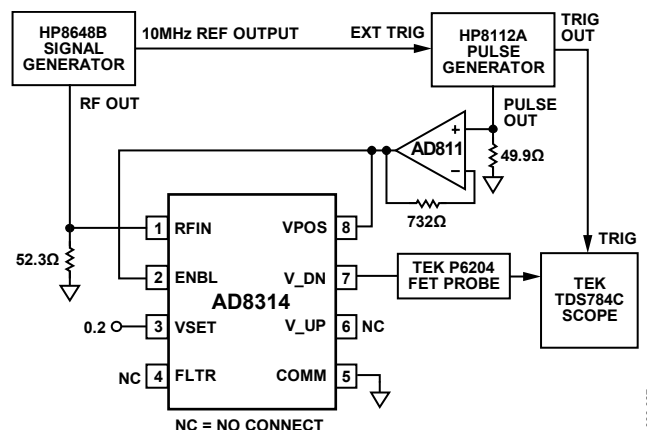 HP8648B
SIGNAL
GENERATOR
10MHz REF OUTPUT
EXT TRIG
HP8112A
PULSE
GENERATOR
TRIG
OUT
RF OUT
PULSE
OUT
+
AD811
–
49.9Ω
732Ω
52.3Ω
1 RFIN
VPOS 8
2 ENBL
V_DN 7
AD8314
0.2
3 VSET
V_UP 6 NC
NC 4 FLTR
COMM 5
TEK P6204
FET PROBE
TRIG
TEK
TDS784C
SCOPE
NC = NO CONNECT